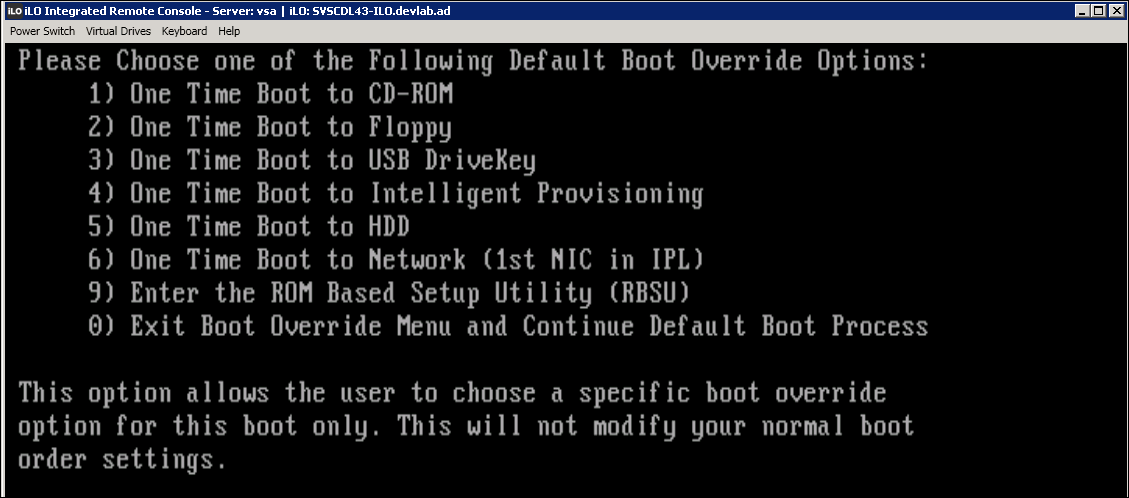 iLO iLO Integrated Remote Console - Server: vsa | iLO: SVSCDL43-ILO.devlab.ad
Power Switch Virtual Drives Keyboard Help
Please Choose one of the Following Default Boot Override Options:
1) One Time Boot to CD-ROM
2) One Time Boot to Floppy
3) One Time Boot to USB DriveKey
4) One Time Boot to Intelligent Provisioning
5) One Time Boot to HDD
6) One Time Boot to Network (1st NIC in IPL)
9) Enter the ROM Based Setup Utility (RBSU)
0) Exit Boot Override Menu and Continue Default Boot Process
This option allows the user to choose a specific boot override
option for this boot only. This will not modify your normal boot
order settings.